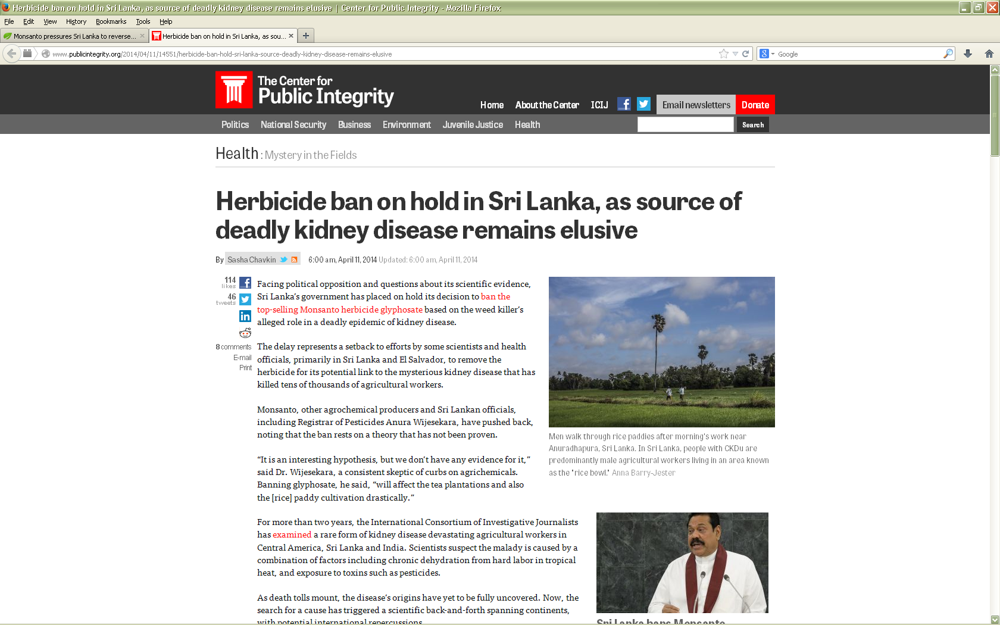 Herbicide ban on hold in Sri Lanka, as source of deadly kidney disease remains elusive | Center for Public Integrity - Mozilla Firefox
File Edit View History Bookmarks Tools Help
Monsanto pressures Sri Lanka to reverse... Herbicide ban on hold in Sri Lanka, as sou...
www.publicintegrity.org/2014/04/11/14551/herbicide-ban-hold-sri-lanka-source-deadly-kidney-disease-remains-elusive
Google
The Center for
Public Integrity
Home About the Center ICIJ Email newsletters Donate
Politics National Security Business Environment Juvenile Justice Health Search
Health : Mystery in the Fields
Herbicide ban on hold in Sri Lanka, as source of
deadly kidney disease remains elusive
By Sasha Chavkin 6:00 am, April 11, 2014 Updated: 6:00 am, April 11, 2014
114
likes
46
tweets
8 comments
E-mail
Print
Facing political opposition and questions about its scientific evidence,
Sri Lanka's government has placed on hold its decision to ban the
top-selling Monsanto herbicide glyphosate based on the weed killer's
alleged role in a deadly epidemic of kidney disease.
The delay represents a setback to efforts by some scientists and health
officials, primarily in Sri Lanka and El Salvador, to remove the
herbicide for its potential link to the mysterious kidney disease that has
killed tens of thousands of agricultural workers.
Monsanto, other agrochemical producers and Sri Lankan officials,
including Registrar of Pesticides Anura Wijesekara, have pushed back,
noting that the ban rests on a theory that has not been proven.
“It is an interesting hypothesis, but we don't have any evidence for it,”
said Dr. Wijesekara, a consistent skeptic of curbs on agrichemicals.
Banning glyphosate, he said, “will affect the tea plantations and also
the [rice] paddy cultivation drastically.”
For more than two years, the International Consortium of Investigative Journalists
has examined a rare form of kidney disease devastating agricultural workers in
Central America, Sri Lanka and India. Scientists suspect the malady is caused by a
combination of factors including chronic dehydration from hard labor in tropical
heat, and exposure to toxins such as pesticides.
As death tolls mount, the disease's origins have yet to be fully uncovered. Now, the
search for a cause has triggered a scientific back-and-forth spanning continents,
with potential international repercussions.
Men walk through rice paddies after morning's work near
Anuradhapura, Sri Lanka. In Sri Lanka, people with CKDu are
predominantly male agricultural workers living in an area known
as the "rice bowl." Anna Barry-Jester
Sri Lanka bans Monsanto